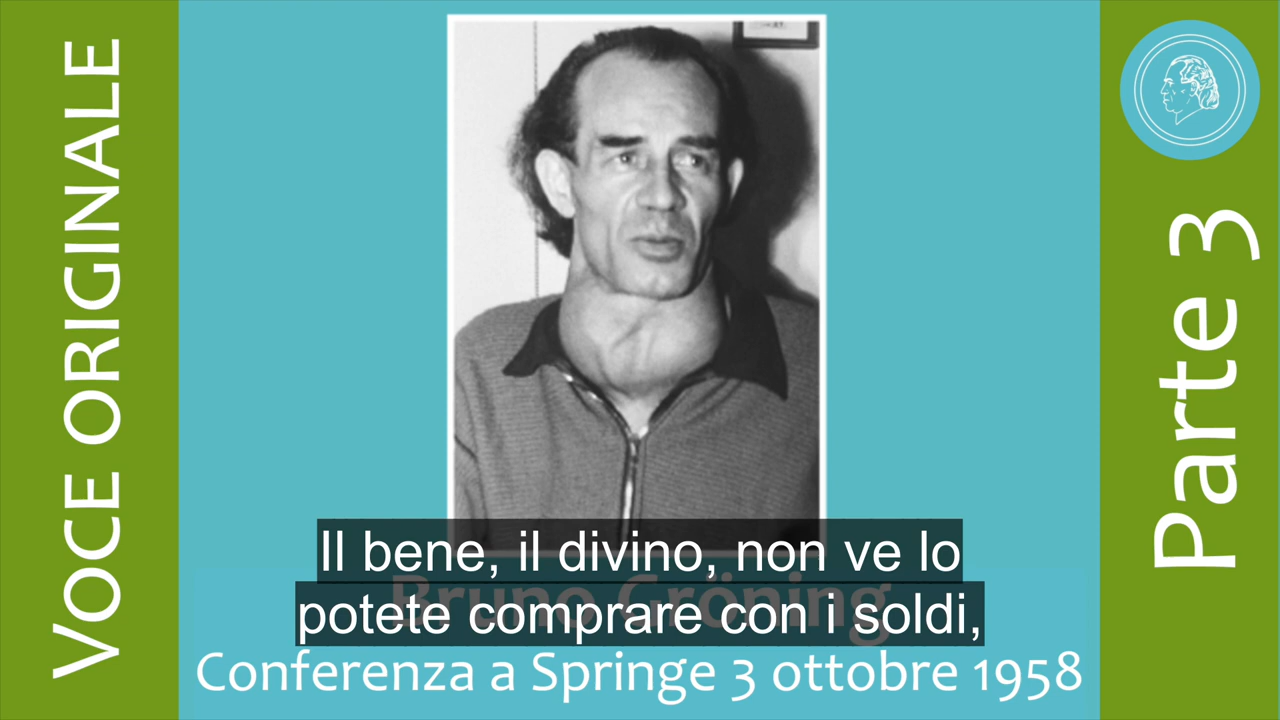 VOCE ORIGINALE
Parte 3
Il bene, il divino, non ve lo
potete comprare con i soldi,
Bruno Gröning
Conferenza a Springe 3 ottobre 1958